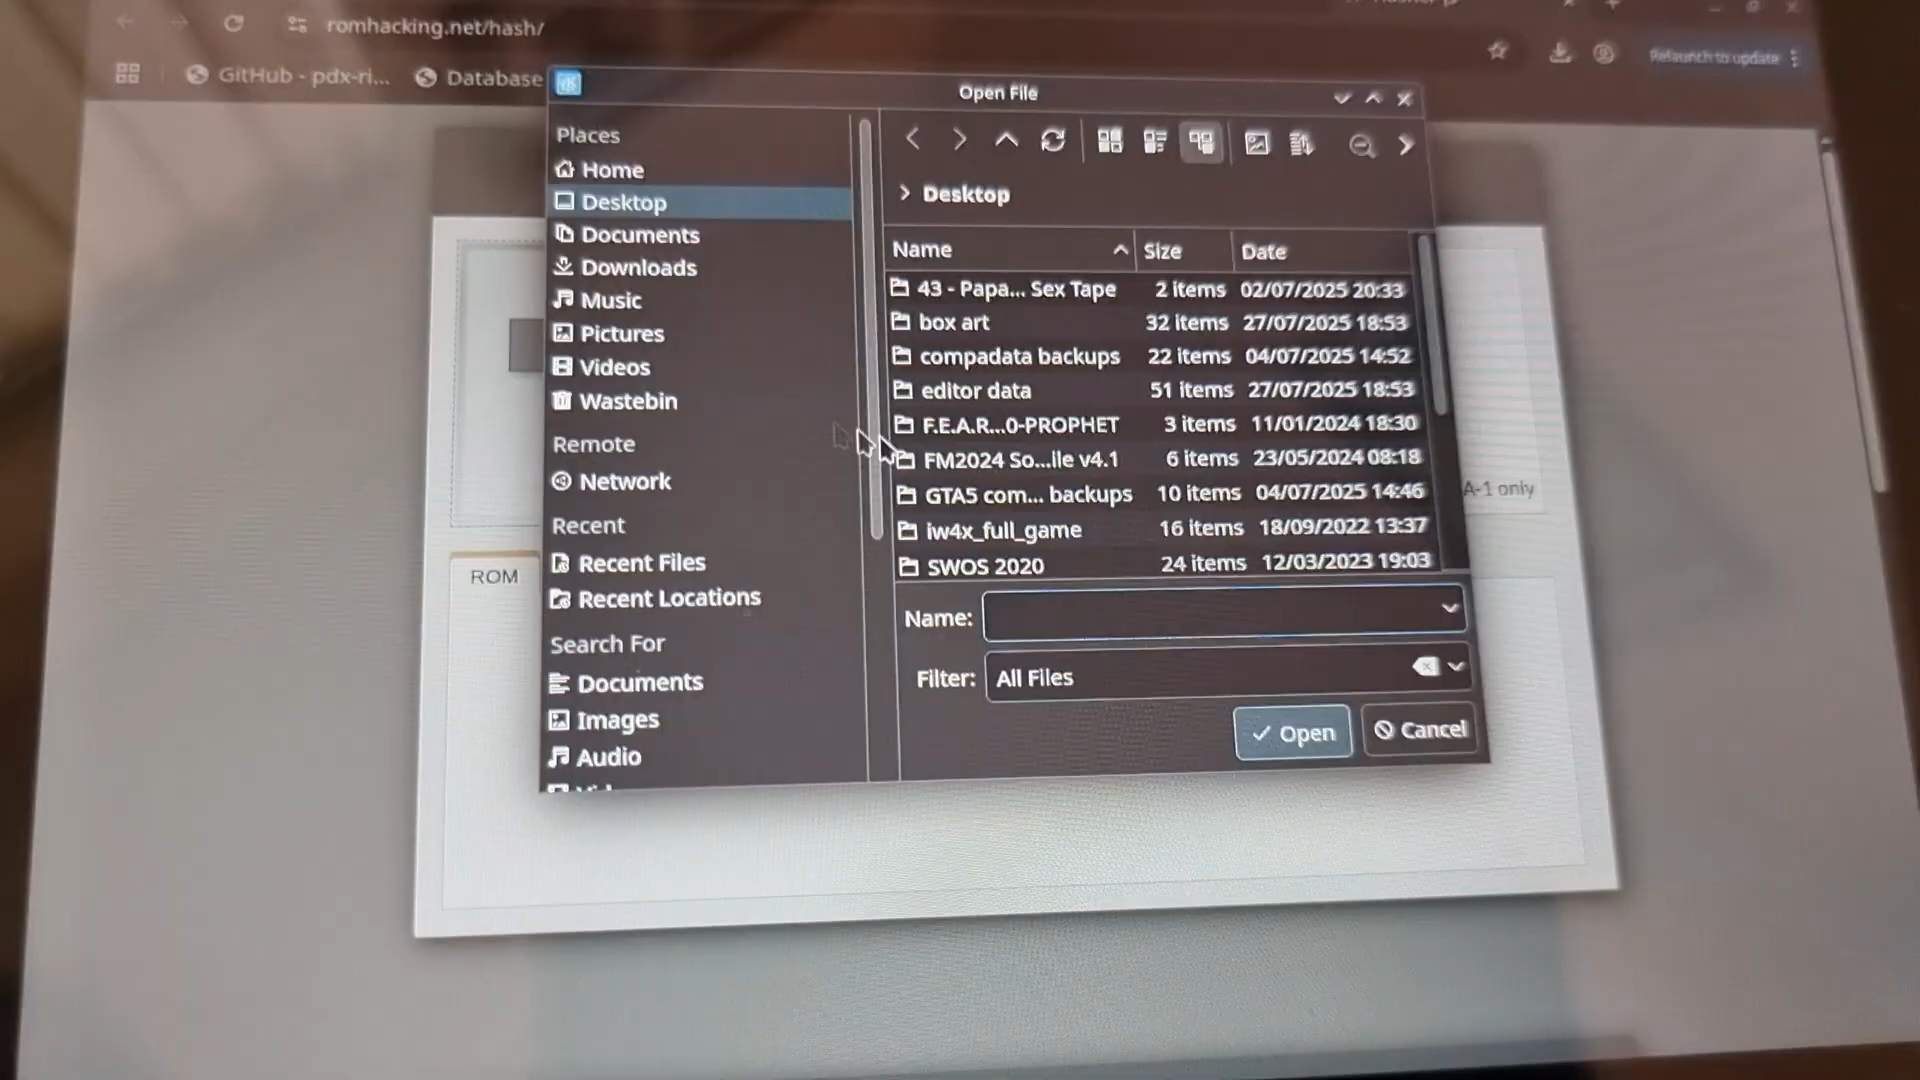 romhacking.net/hash/
Relaunch to update
GitHub - pdx-ri...
Database
Open File
Places
Home
Desktop
Documents
Downloads
Music
Pictures
Videos
Wastebin
Remote
Network
Recent
Recent Files
Recent Locations
Search For
Documents
Images
Audio
Desktop
Name Size Date
43 - Papa... Sex Tape 2 items 02/07/2025 20:33
box art 32 items 27/07/2025 18:53
compadata backups 22 items 04/07/2025 14:52
editor data 51 items 27/07/2025 18:53
F.E.A.R...0-PROPHET 3 items 11/01/2024 18:30
FM2024 So...ile v4.1 6 items 23/05/2024 08:18
GTA5 com... backups 10 items 04/07/2025 14:46
iw4x_full_game 16 items 18/09/2022 13:37
SWOS 2020 24 items 12/03/2023 19:03
Name:
Filter: All Files
Open Cancel
ROM
A-1 only